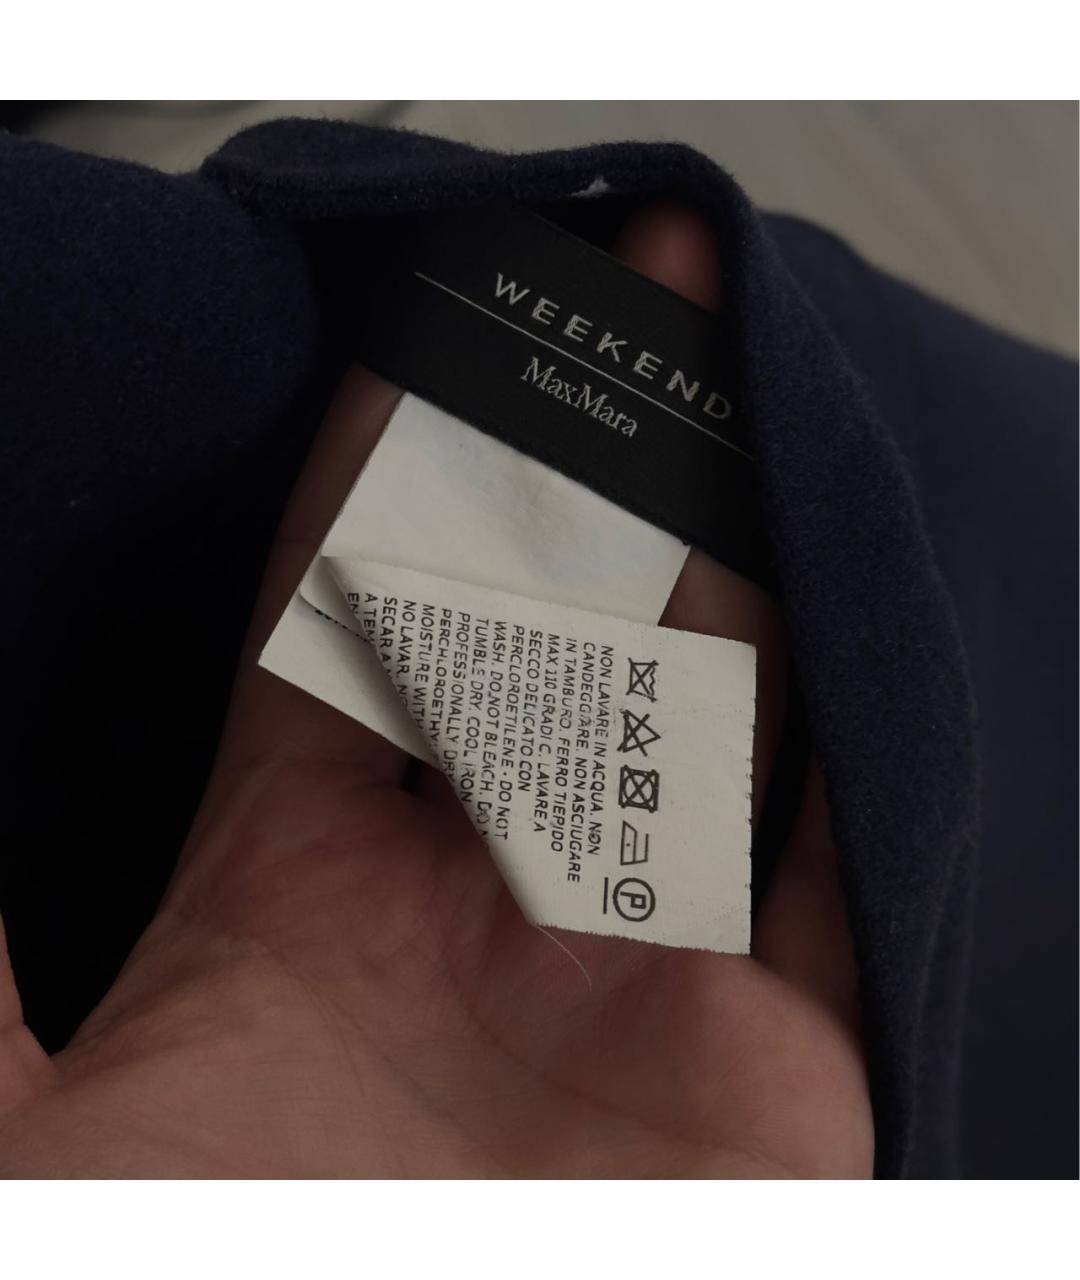 WEEKEND
MaxMara
P
NON LAVARE IN ACQUA. NON
CANDEGGIARE. NON ASCIUGARE
IN TAMBURO. FERRO TIEPIDO
MAX 110 GRADI C. LAVARE A
SECCO DELICATO CON
PERCLOROETILENE - DO NOT
WASH. DO NOT BLEACH. DO
TUMBLE DRY. COOL IRON
PROFESSIONALLY DRY
PERCHLOROETHY
MOISTURE WITH
NO LAVAR. NO
SECAR A
A TEM
EN